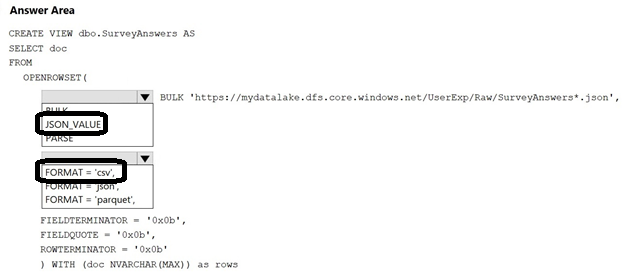 Answer Area
CREATE VIEW dbo.SurveyAnswers AS
SELECT doc
FROM
OPENROWSET(
BULK 'https://mydatalake.dfs.core.windows.net/UserExp/Raw/SurveyAnswers*.json',
BULK
JSON_VALUE
PARSE
FORMAT = 'csv',
FORMAT = 'json',
FORMAT = 'parquet',
FIELDTERMINATOR = '0x0b',
FIELDQUOTE = '0x0b',
ROWTERMINATOR = '0x0b'
) WITH (doc NVARCHAR(MAX)) as rows